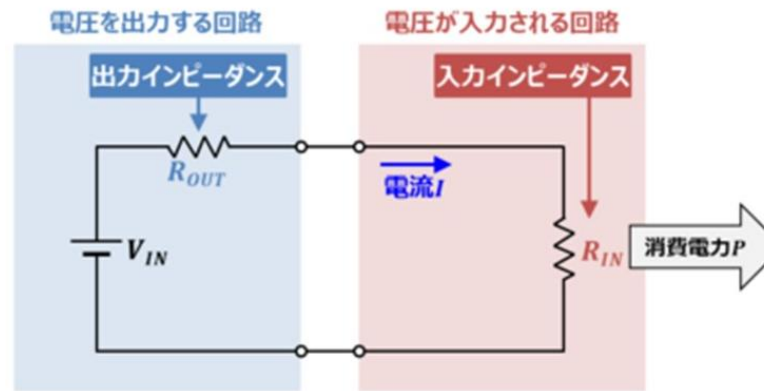 電圧を出力する回路
電圧が入力される回路
出力インピーダンス
入力インピーダンス
R_OUT
電流I
V_IN
R_IN
消費電力P